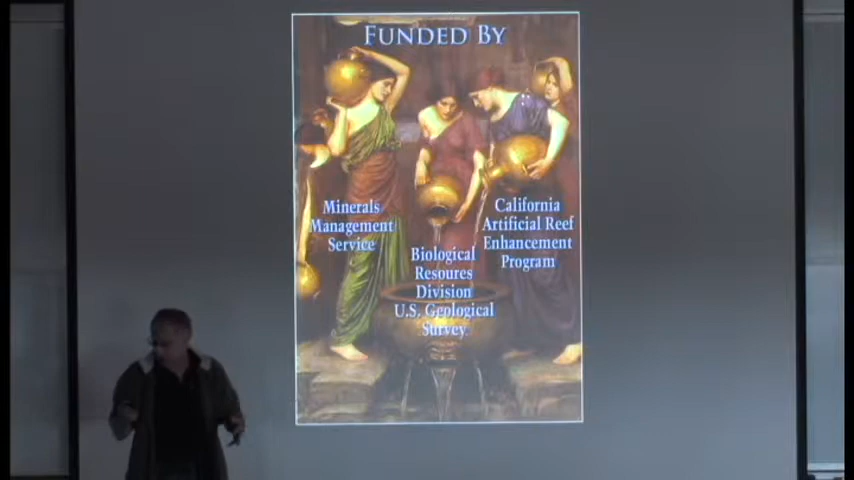 FUNDED BY
Minerals
Management
Service
California
Artificial Reef
Enhancement
Program
Biological
Resoures
Division
U.S. Geological
Survey